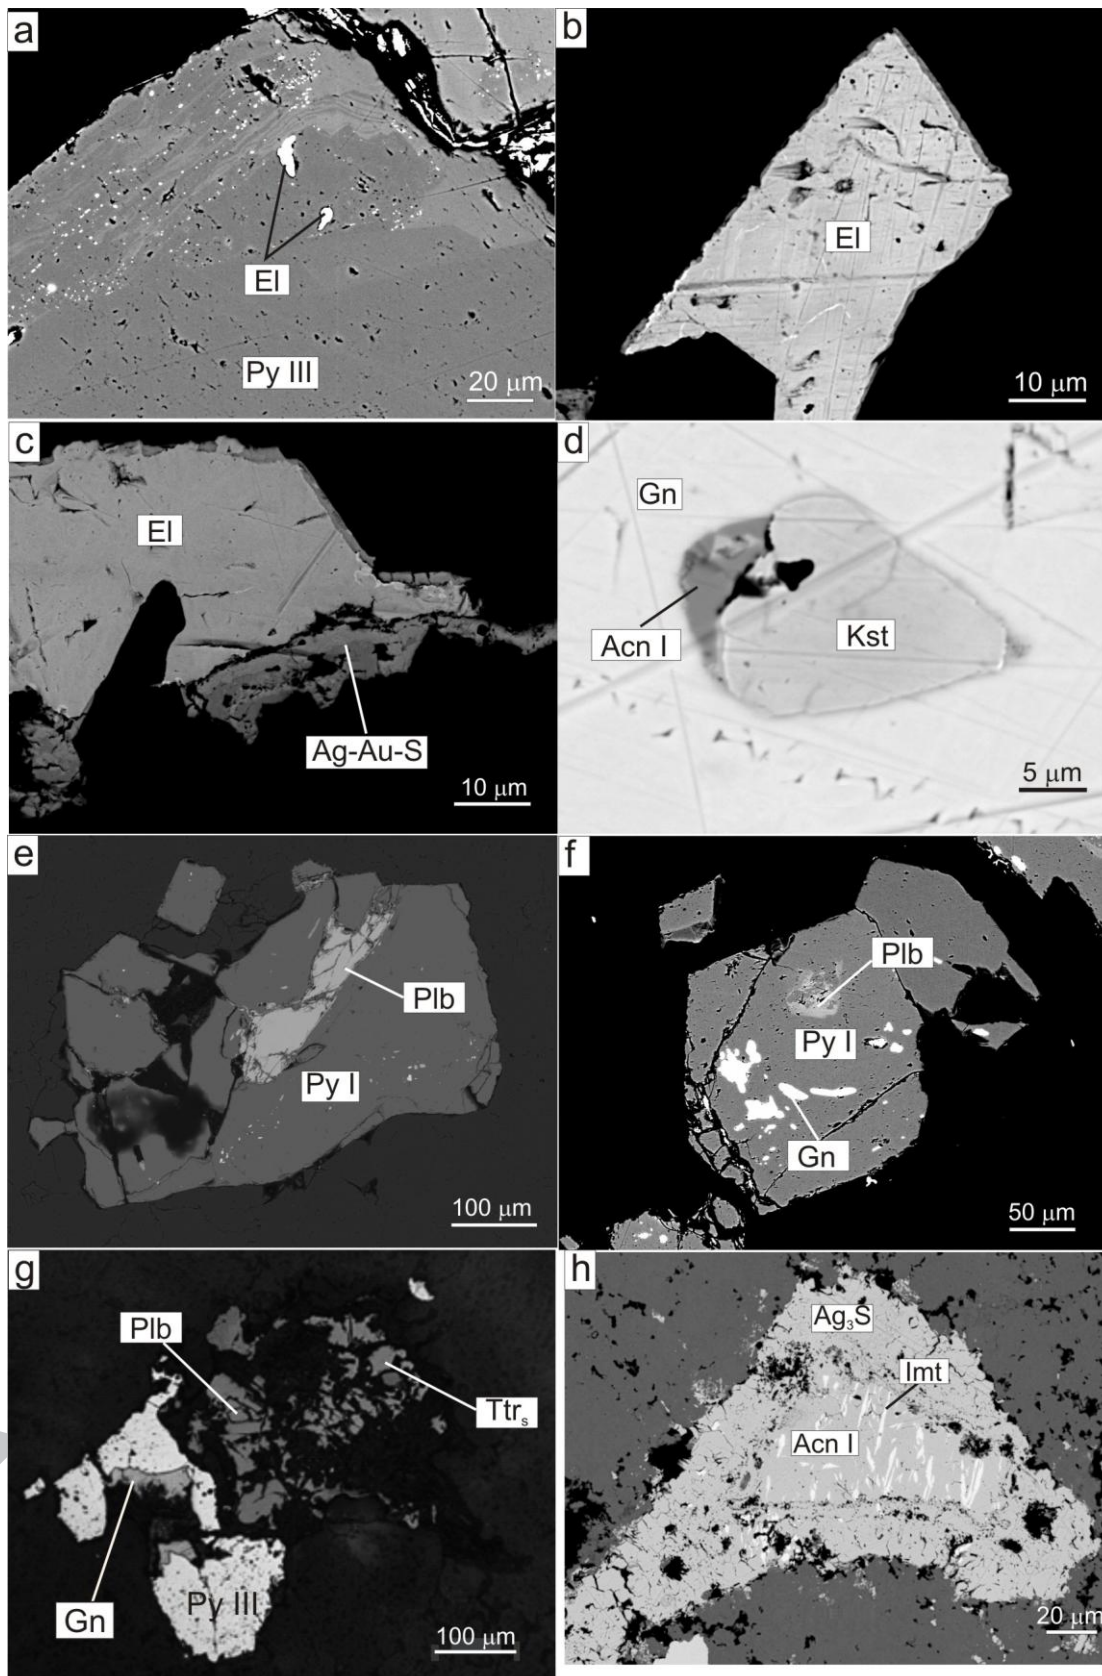 a
El
Py III
20 μm
b
El
10 μm
c
El
Ag-Au-S
10 μm
d
Gn
Acn I
Kst
5 μm
e
Plb
Py I
100 μm
f
Plb
Py I
Gn
50 μm
g
Plb
Ttrs
Gn
Py III
100 μm
h
Ag₃S
Imt
Acn I
20 μm